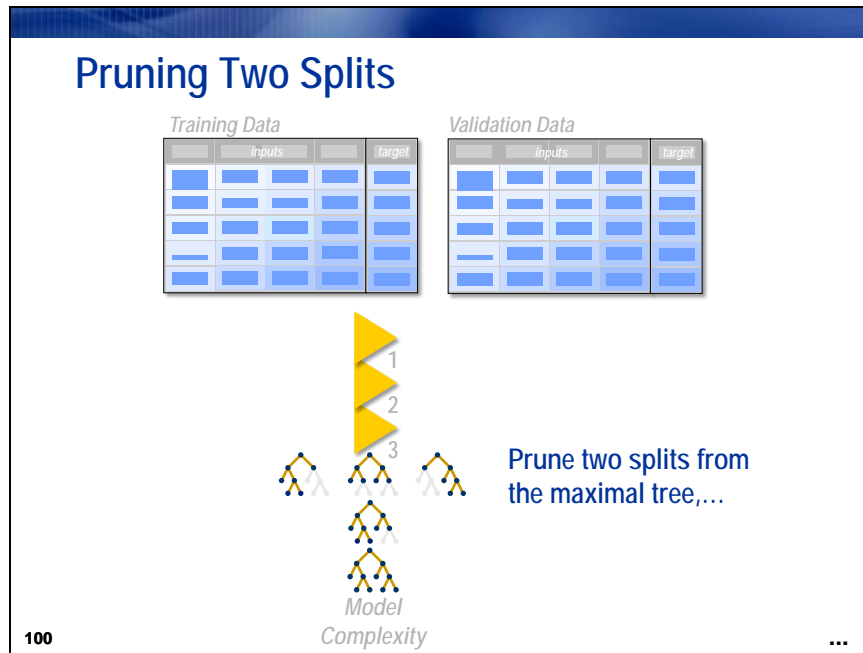 Pruning Two Splits
Training Data
Validation Data
inputs target
inputs target
1
2
3
Prune two splits from
the maximal tree,…
Model
Complexity
100
...